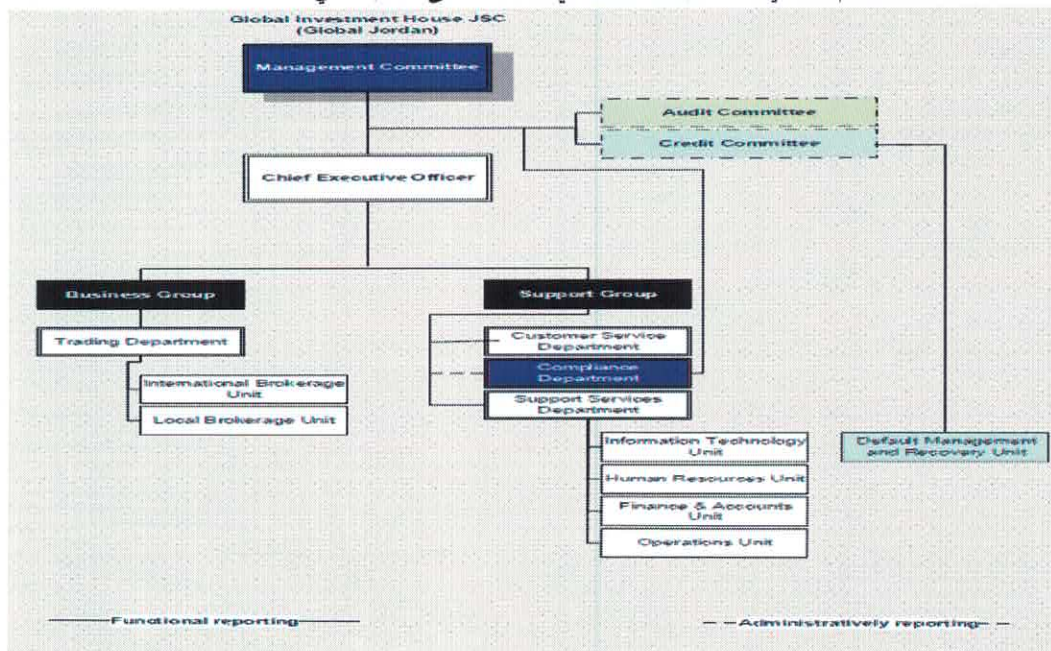 Global Investment House JSC
(Global Jordan)
Management Committee
Audit Committee
Credit Committee
Chief Executive Officer
Business Group
Support Group
Trading Department
Customer Service
Department
Compliance
Department
International Brokerage
Unit
Support Services
Department
Local Brokerage Unit
Information Technology
Unit
Default Management
and Recovery Unit
Human Resources Unit
Finance & Accounts
Unit
Operations Unit
Functional reporting
Administratively reporting